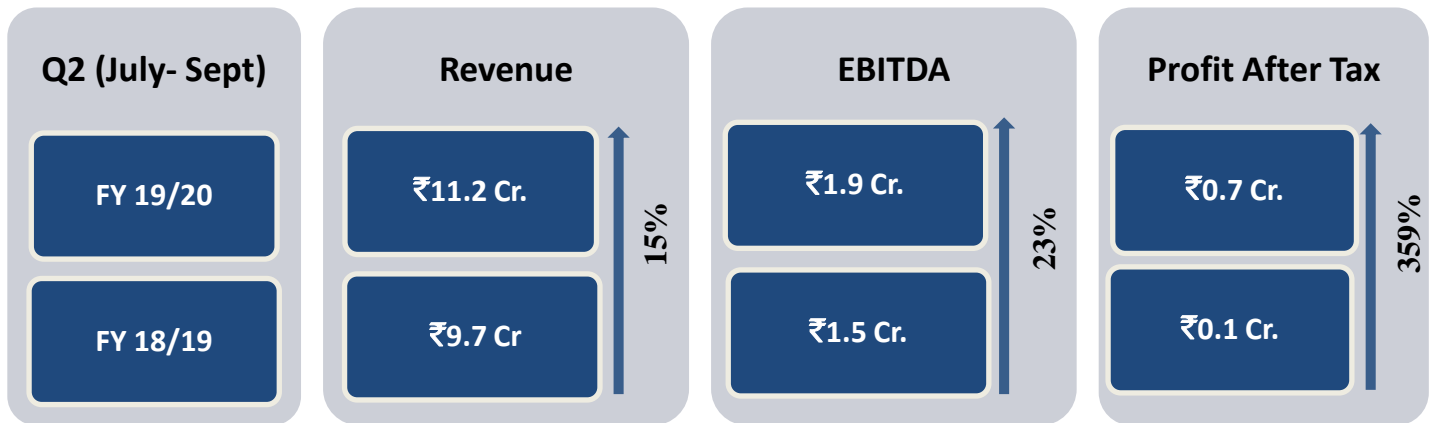 Q2 (July- Sept)
FY 19/20
FY 18/19
Revenue
₹11.2 Cr.
₹9.7 Cr
15%
EBITDA
₹1.9 Cr.
₹1.5 Cr.
23%
Profit After Tax
₹0.7 Cr.
₹0.1 Cr.
359%